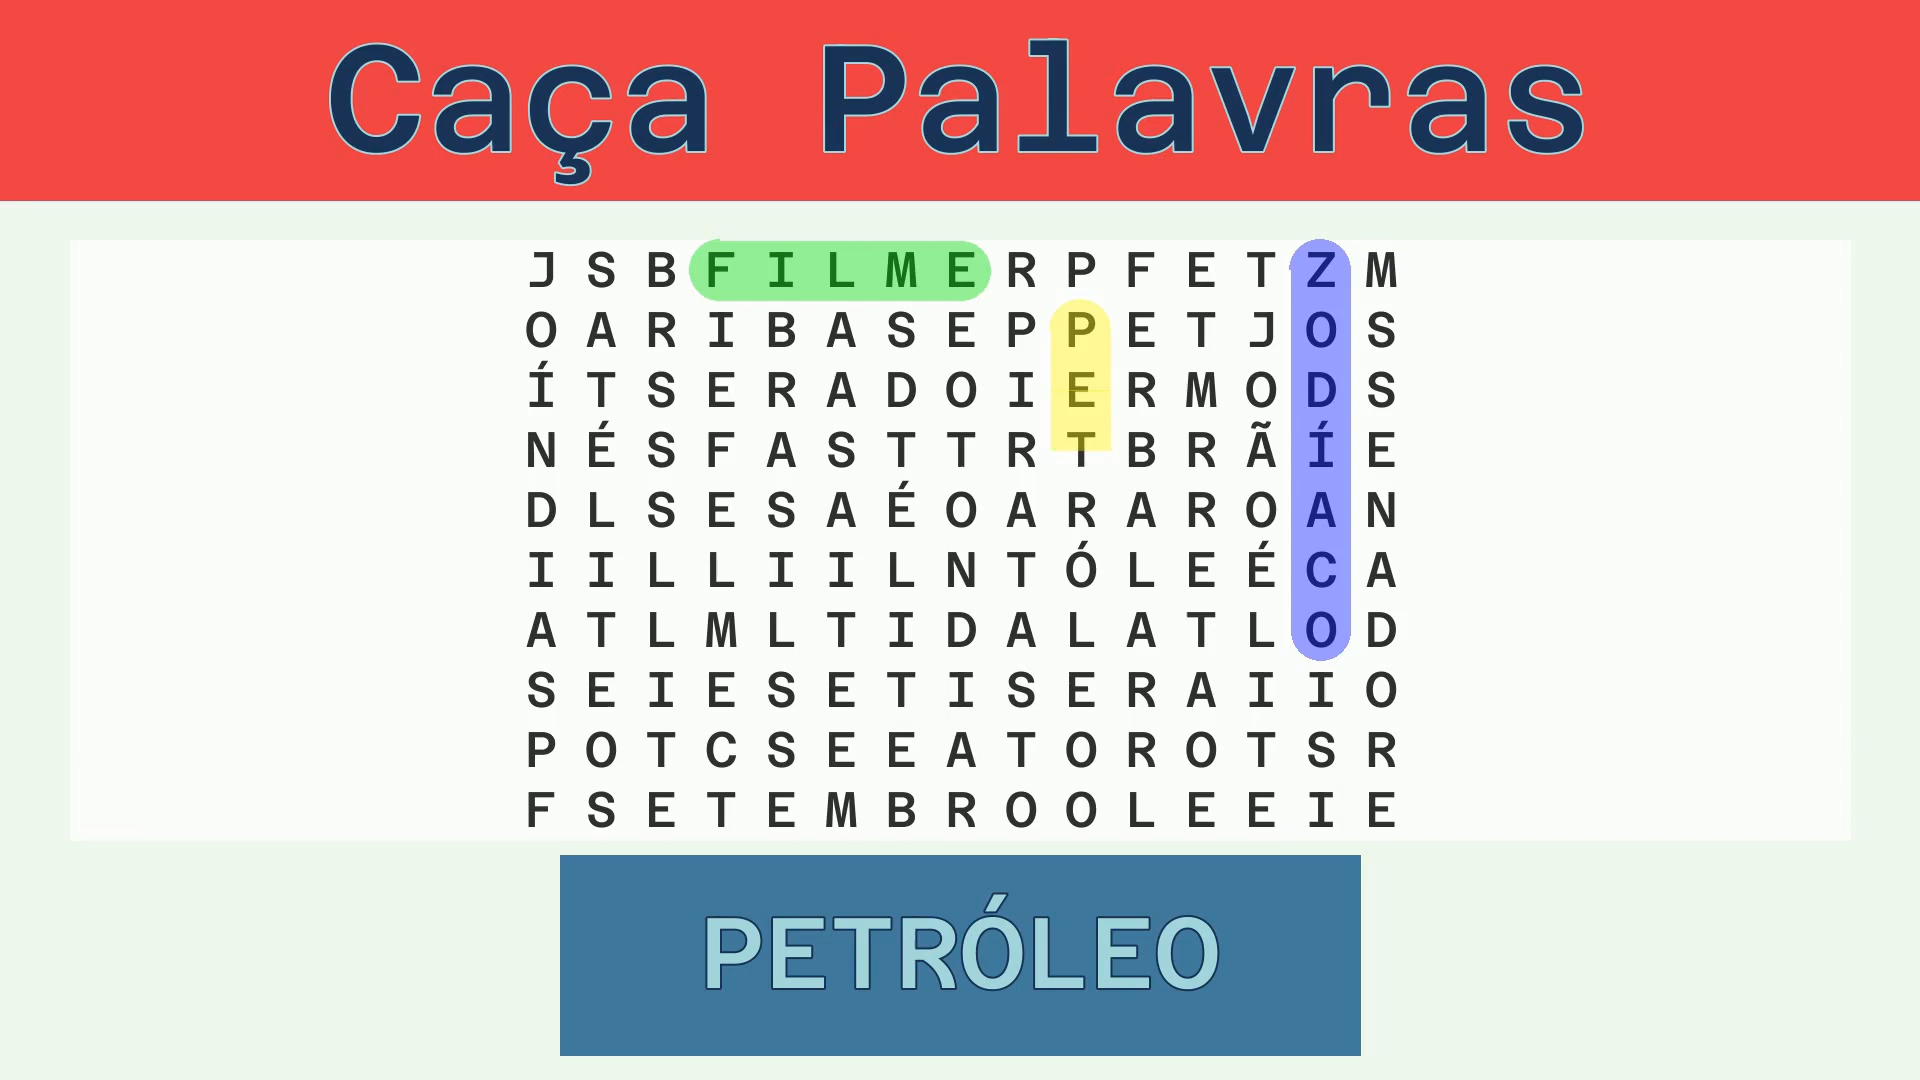 Caça Palavras
J S B F I L M E R P F E T Z M
O A R I B A S E P P E T J O S
Í T S E R A D O I E R M O D S
N É S F A S T T R T B R Ã Í E
D L S E S A É O A R A R O A N
I I L L I I L N T Ó L E É C A
A T L M L T I D A L A T L O D
S E I E S E T I S E R A I I O
P O T C S E E A T O R O T S R
F S E T E M B R O O L E E I E
PETRÓLEO